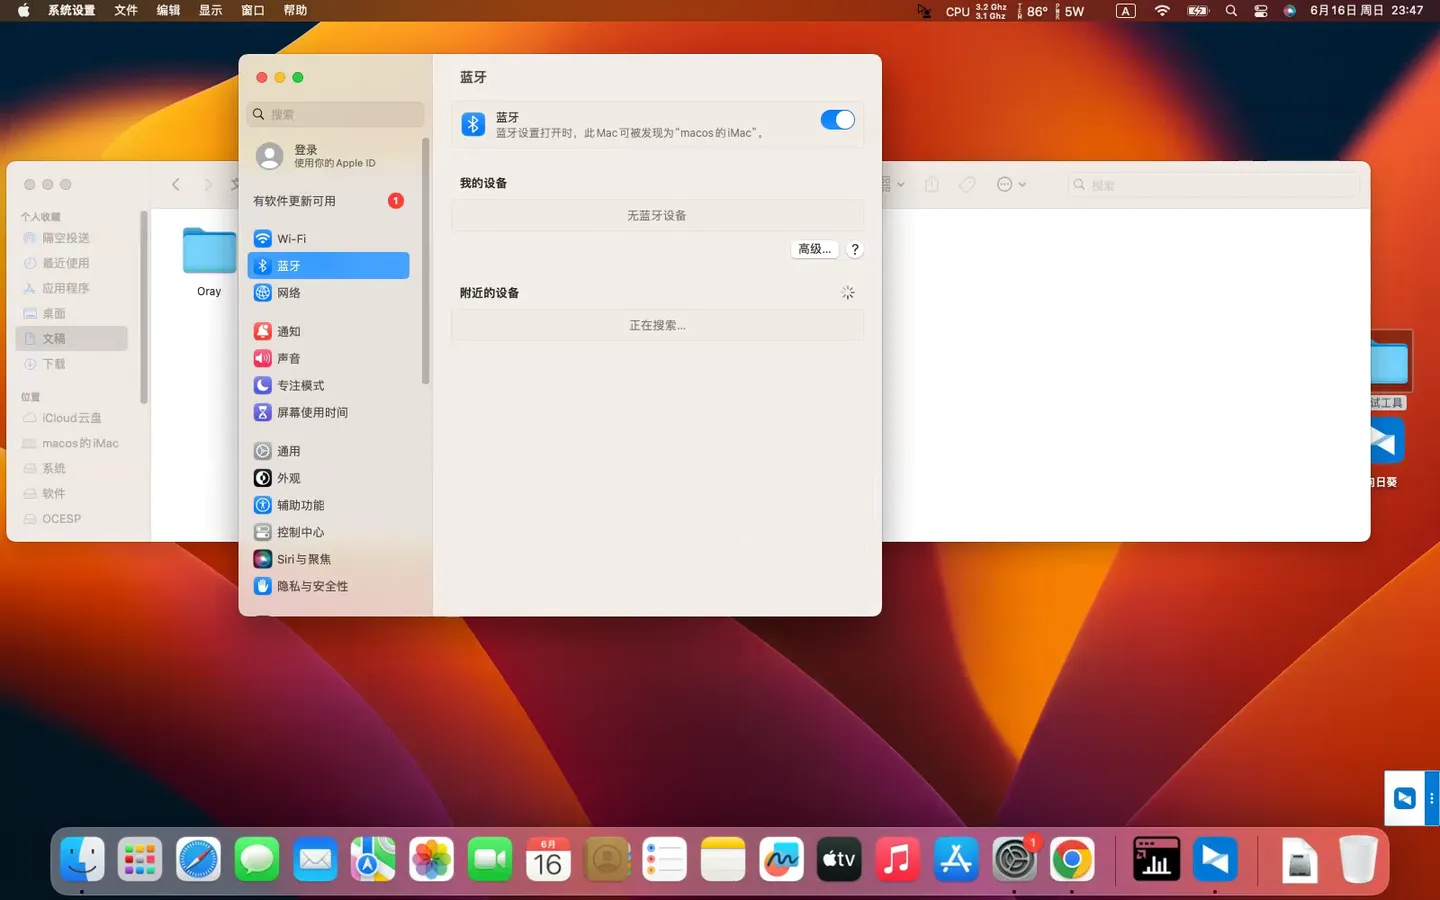 系统设置 文件 编辑 显示 窗口 帮助
CPU 3.2 Ghz 3.1 Ghz 86° 5W A 6月16日 周日 23:47
搜索
登录
使用你的 Apple ID
有软件更新可用 1
Wi-Fi
蓝牙
网络
通知
声音
专注模式
屏幕使用时间
通用
外观
辅助功能
控制中心
Siri与聚焦
隐私与安全性
蓝牙
蓝牙
蓝牙设置打开时，此 Mac 可被发现为“macos的iMac”。
我的设备
无蓝牙设备
高级... ?
附近的设备
正在搜索...
个人收藏
隔空投送
最近使用
应用程序
桌面
文稿
下载
位置
iCloud云盘
macos的iMac
系统
软件
OCESP
Oray
搜索
试工具
日葵
6月
16
tv
1